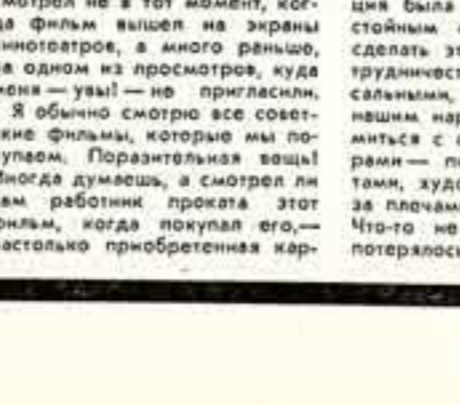 смотрел не в тот момент, ког-
да фильм вышел на экраны
кинотеатров, а много раньше,
на одном из просмотров, куда
меня — увы! — не пригласили.
Я обычно смотрю все совет-
ские фильмы, которые мы по-
купаем. Поразительная вещь!
Иногда думаешь, а смотрел ли
сам работник проката этот
фильм, когда покупал его,—
настолько приобретенная кар-
ция была
стойным
сделать э
трудничест
сальными,
нашим нар
миться с
рами — п
тами, худо
за плечам
Что-то не
потерялось